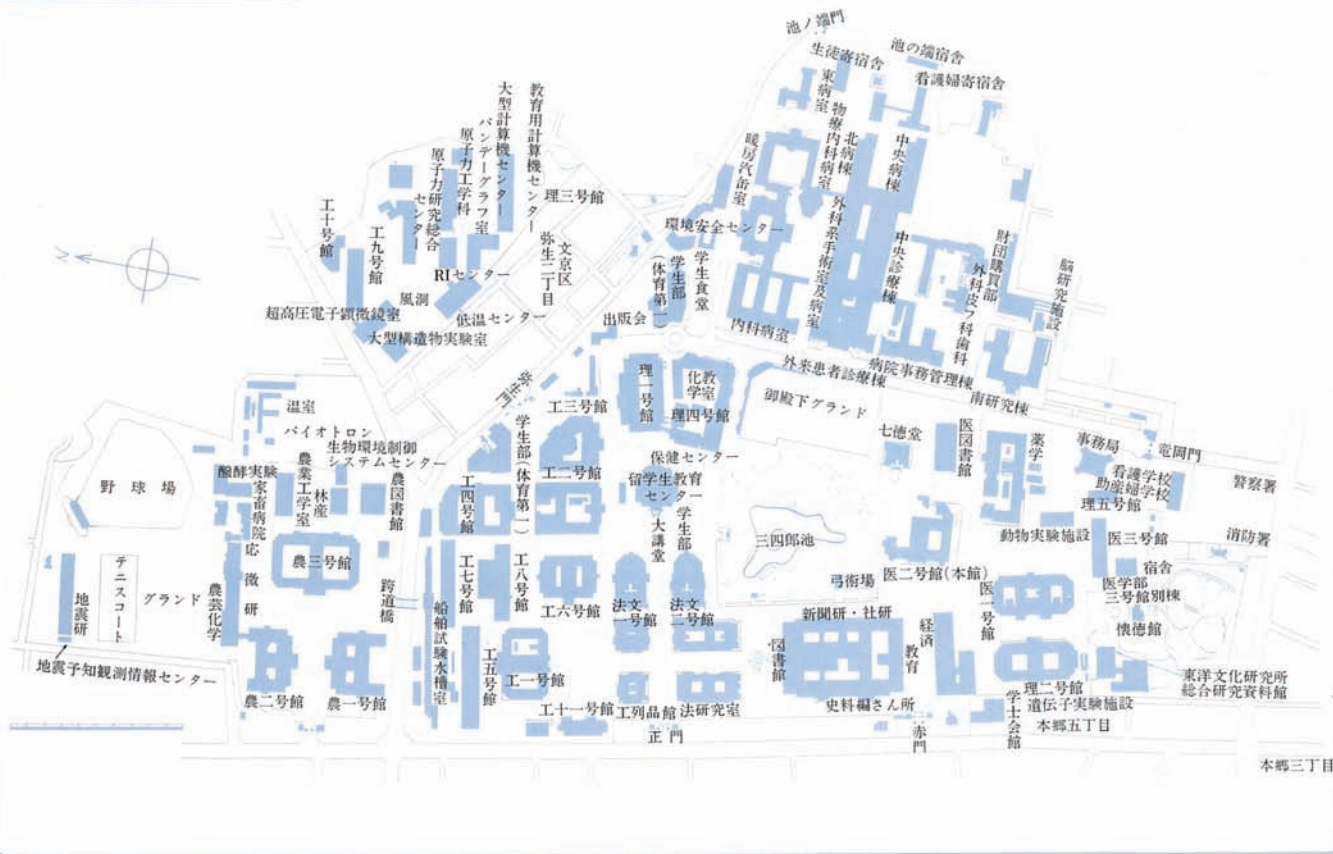 池ノ端門
生徒寄宿舎
池の端宿舎
看護婦寄宿舎
東病室
物療内科病室
北病棟
中央病棟
暖房汽缶室
外科系手術室及病室
中央診療棟
環境安全センター
教育用計算機センター
大型計算機センター
バンデーグラフ室
原子力工学科
原子力研究総合
センター
理三号館
工十号館
工九号館
RIセンター
風洞
超高圧電子顕微鏡室
低温センター
大型構造物実験室
文京区
弥生二丁目
学生食堂
学生部
(体育第一)
出版会
内科病室
財団購買部
外科皮フ科歯科
脳研究施設
外来患者診療棟
病院事務管理棟
南研究棟
弥生門
理一号館
化学
教室
理四号館
御殿下グランド
七徳堂
医図書館
薬学
事務局
竜岡門
看護学校
助産婦学校
理五号館
警察署
消防署
動物実験施設
医三号館
宿舎
医学部
三号館別棟
懐徳館
温室
バイオトロン
生物環境制御
システムセンター
醗酵実験
家畜病院
農業工学室
林産
農図書館
応微研
農三号館
野球場
テニスコート
グランド
地震研
農芸化学
地震予知観測情報センター
農二号館
農一号館
跨道橋
工三号館
学生部(体育第一)
工二号館
工四号館
保健センター
留学生教育
センター
大講堂
学生部
三四郎池
弓術場
医二号館(本館)
工七号館
工八号館
工六号館
法文
一号館
法文
二号館
船舶試験水槽室
工五号館
工一号館
工十一号館
工列品館
法研究室
正門
図書館
新聞研・社研
史料編さん所
教育
経済
赤門
医一号館
理二号館
遺伝子実験施設
学士会館
東洋文化研究所
総合研究資料館
本郷五丁目
本郷三丁目
N